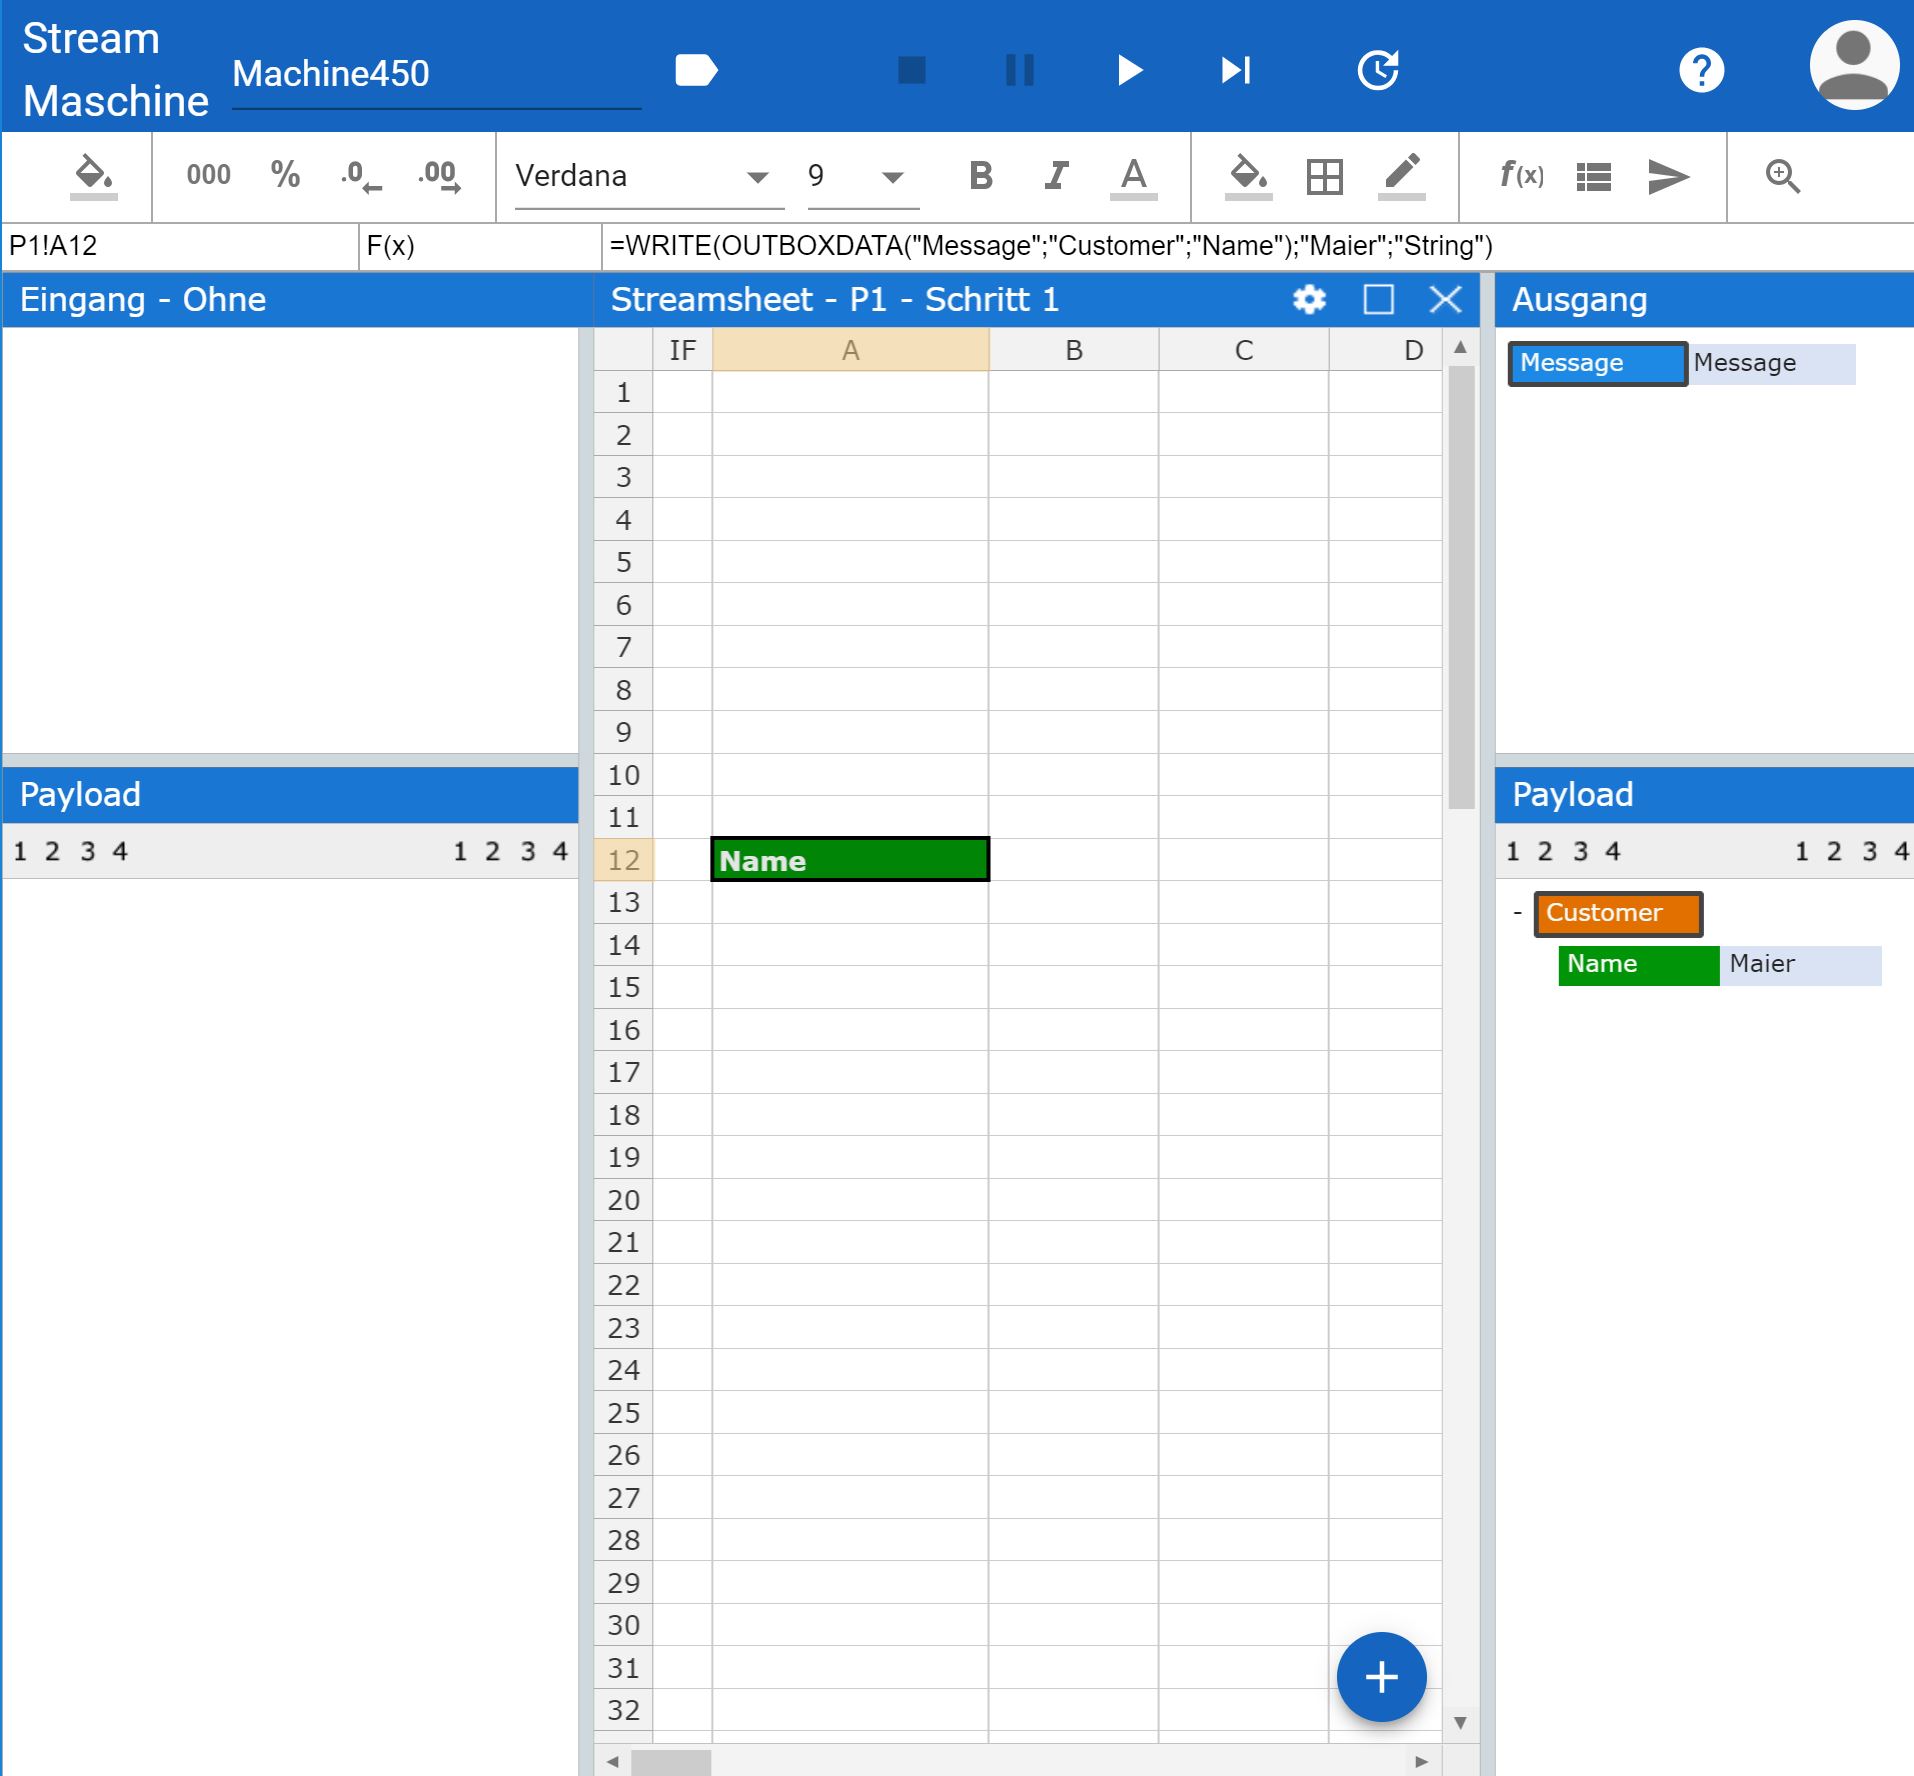 Stream
Maschine
Machine450
000 % .0 .00 Verdana 9 B I A f(x)
P1!A12 F(x) =WRITE(OUTBOXDATA("Message";"Customer";"Name");"Maier";"String")
Eingang - Ohne
Streamsheet - P1 - Schritt 1
Ausgang
IF A B C D
Message Message
1
2
3
4
5
6
7
8
9
10
11
12 Name
13
14
15
16
17
18
19
20
21
22
23
24
25
26
27
28
29
30
31
32
Payload
1 2 3 4 1 2 3 4
Payload
1 2 3 4 1 2 3 4
- Customer
Name Maier